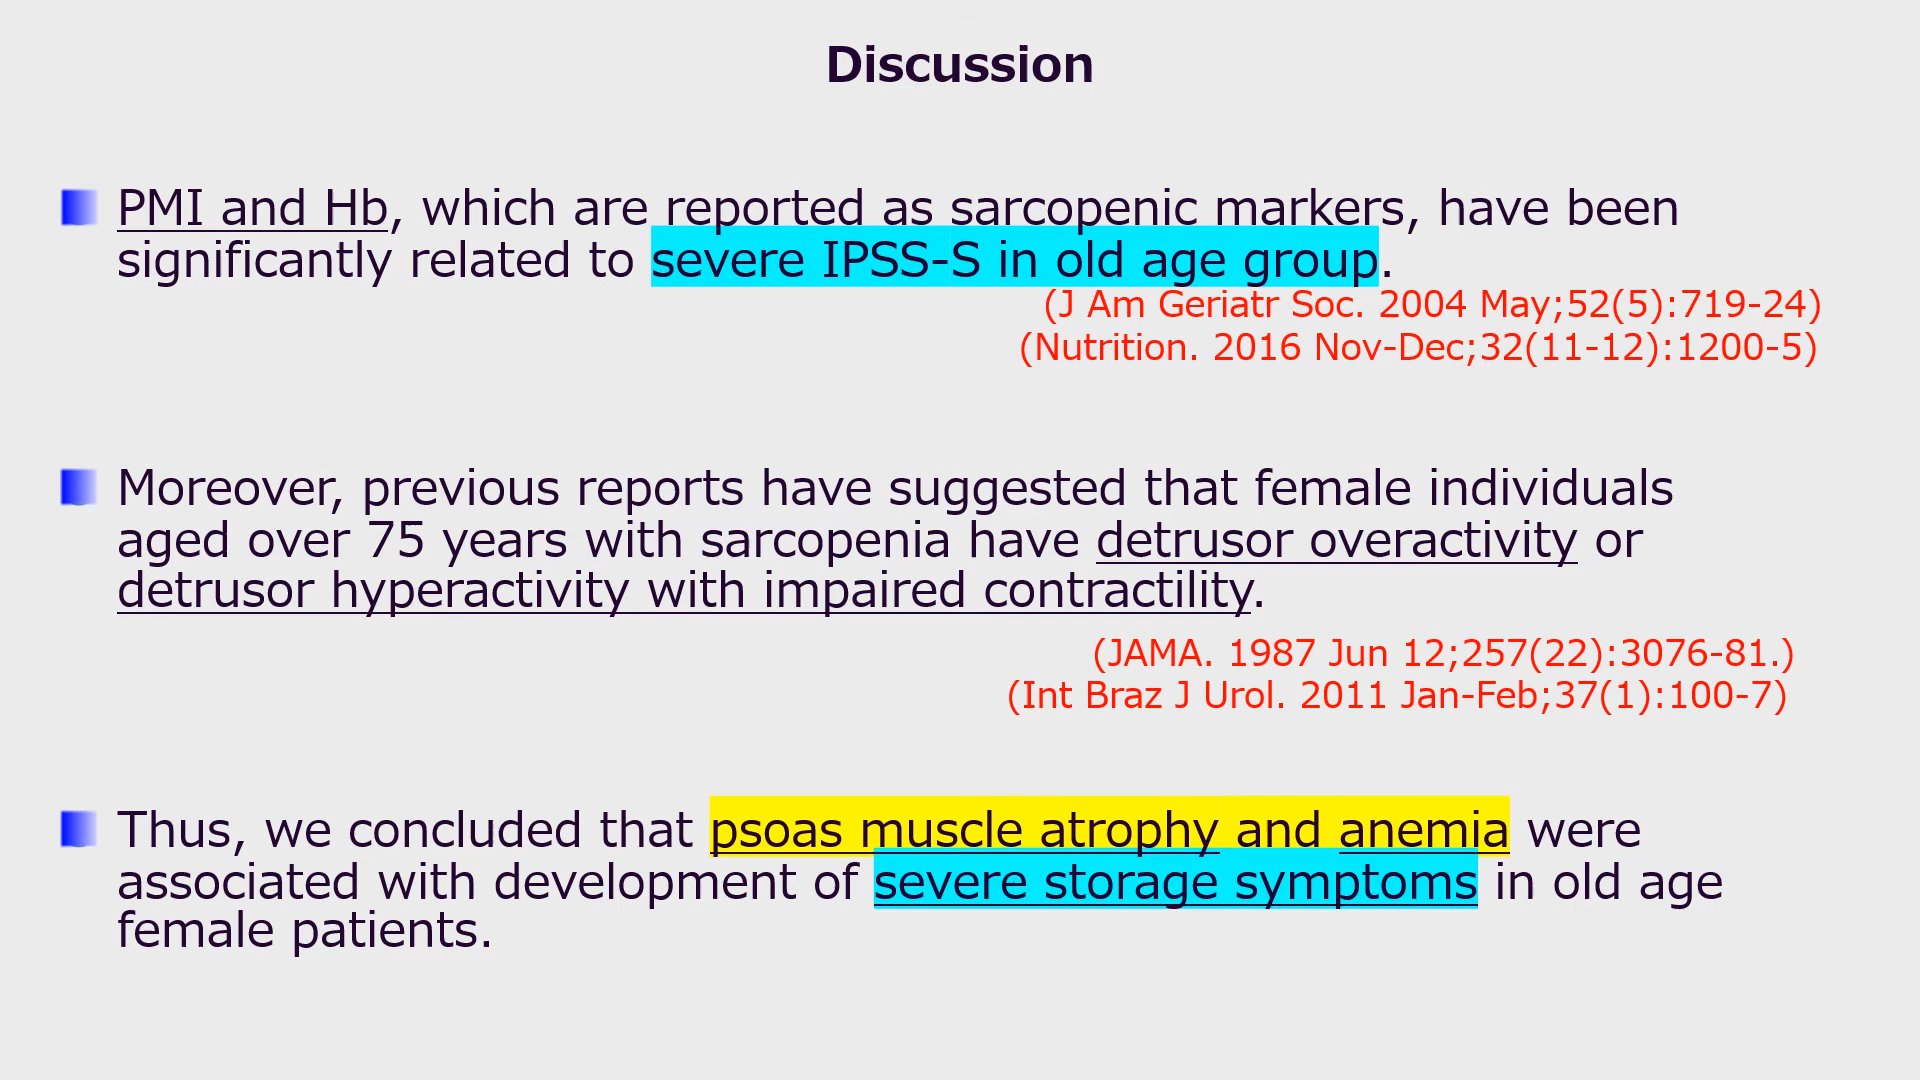 Discussion
PMI and Hb, which are reported as sarcopenic markers, have been
significantly related to severe IPSS-S in old age group.
(J Am Geriatr Soc. 2004 May;52(5):719-24)
(Nutrition. 2016 Nov-Dec;32(11-12):1200-5)
Moreover, previous reports have suggested that female individuals
aged over 75 years with sarcopenia have detrusor overactivity or
detrusor hyperactivity with impaired contractility.
(JAMA. 1987 Jun 12;257(22):3076-81.)
(Int Braz J Urol. 2011 Jan-Feb;37(1):100-7)
Thus, we concluded that psoas muscle atrophy and anemia were
associated with development of severe storage symptoms in old age
female patients.